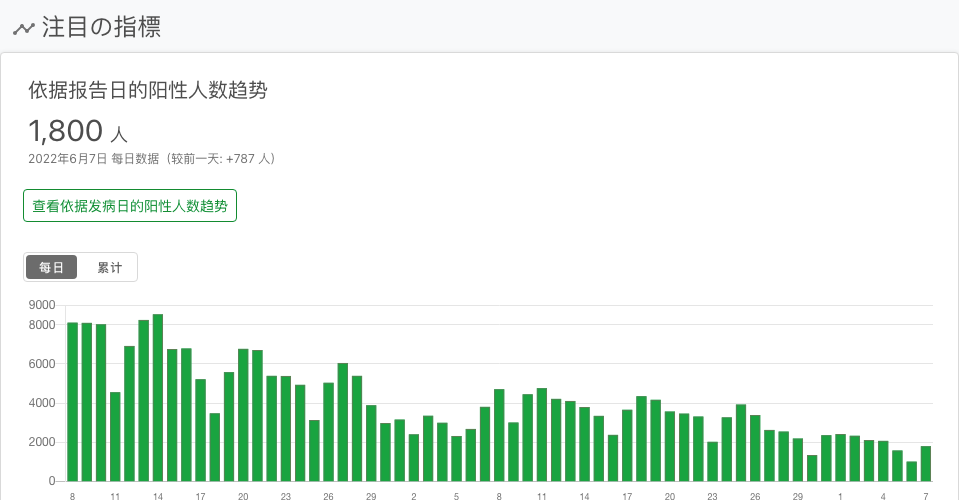 注目の指標
依据报告日的阳性人数趋势
1,800 人
2022年6月7日 每日数据（较前一天: +787 人）
查看依据发病日的阳性人数趋势
每日 累计
9000
8000
6000
4000
2000
0
8 11 14 17 20 23 26 29 2 5 8 11 14 17 20 23 26 29 1 4 7